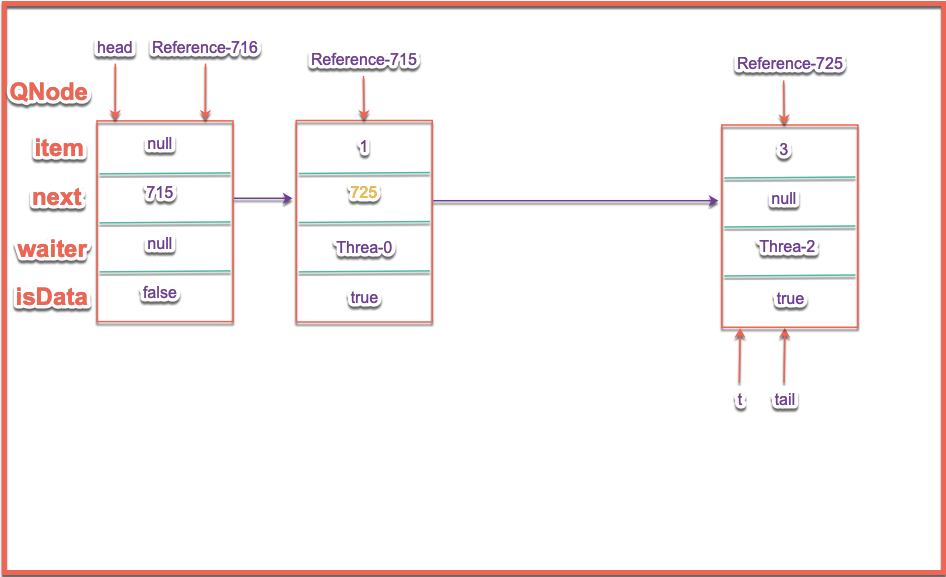 head
Reference-716
Reference-715
Reference-725
QNode
item
null
1
3
next
715
725
null
waiter
null
Threa-0
Threa-2
isData
false
true
true
t
tail